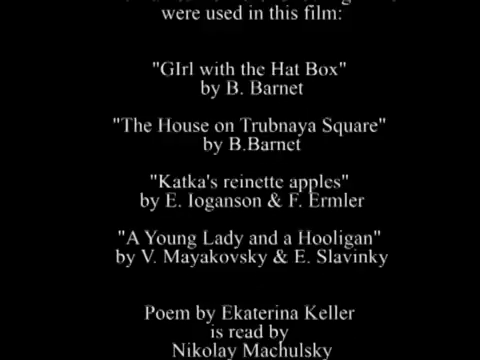 were used in this film:
"GIrl with the Hat Box"
by B. Barnet
"The House on Trubnaya Square"
by B.Barnet
"Katka's reinette apples"
by E. Ioganson & F. Ermler
"A Young Lady and a Hooligan"
by V. Mayakovsky & E. Slavinky
Poem by Ekaterina Keller
is read by
Nikolay Machulsky